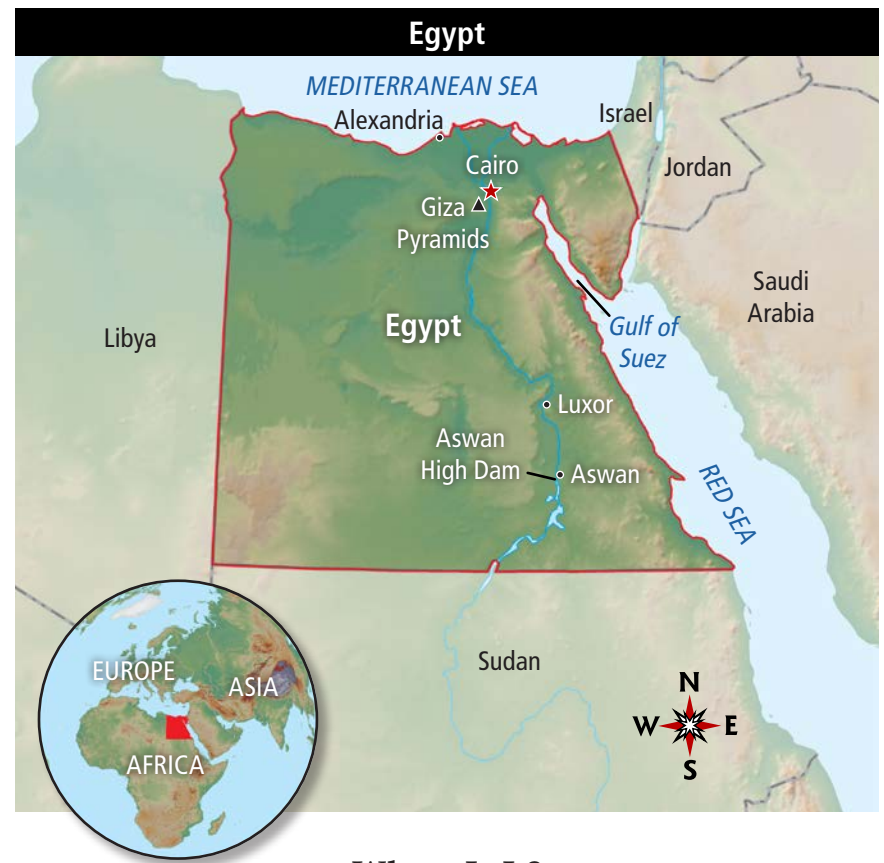 Egypt
MEDITERRANEAN SEA
Alexandria
Israel
Cairo
Jordan
Giza
Pyramids
Saudi
Arabia
Egypt
Gulf of
Suez
Libya
Luxor
Aswan
High Dam
Aswan
RED SEA
Sudan
EUROPE
ASIA
AFRICA
N
W
E
S